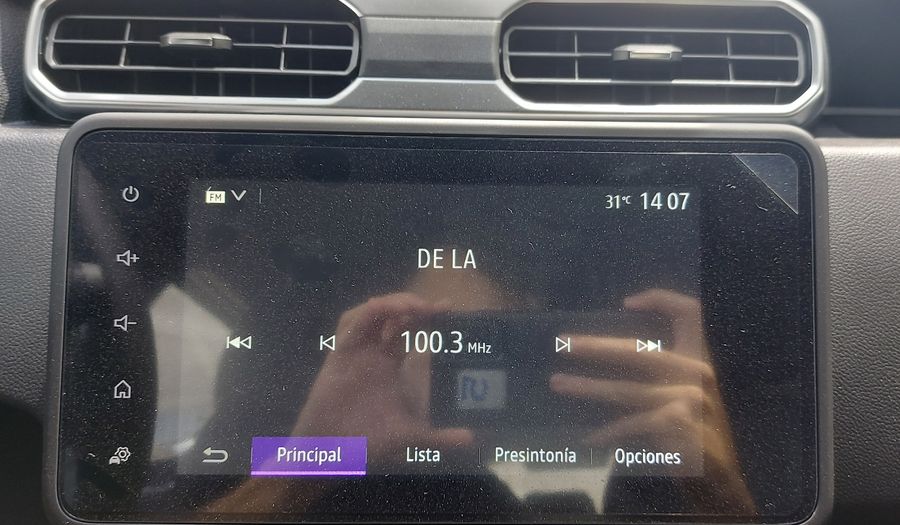 FM 31°C 14 07
DE LA
100.3 MHz
Principal Lista Presintonía Opciones